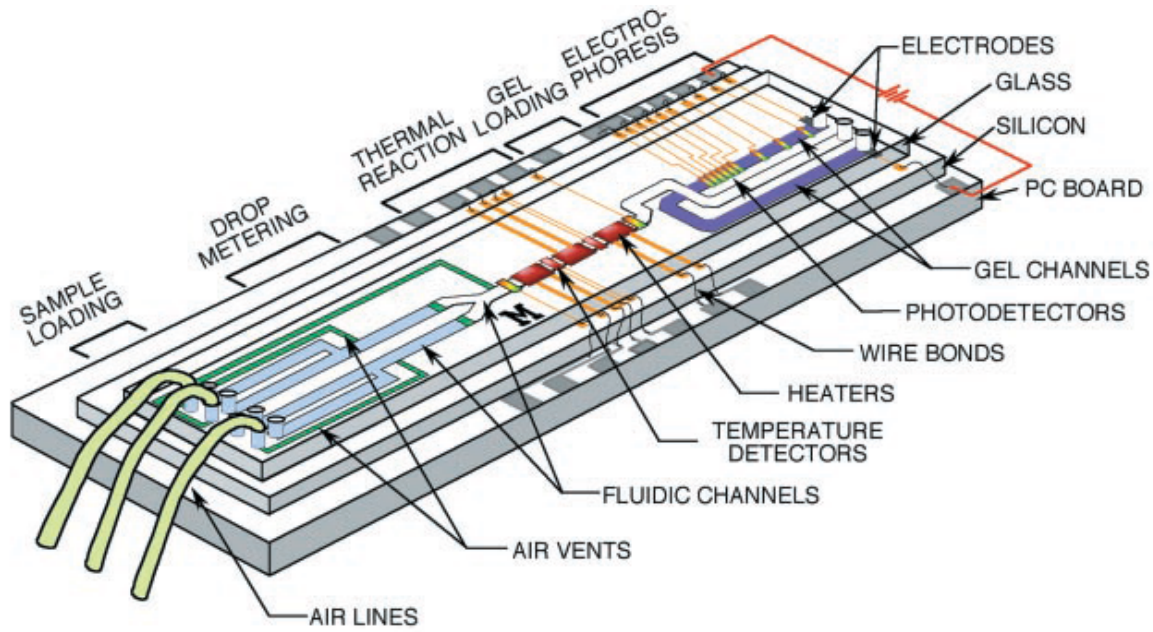 ELECTRO-
PHORESIS
GEL
LOADING
THERMAL
REACTION
DROP
METERING
SAMPLE
LOADING
ELECTRODES
GLASS
SILICON
PC BOARD
GEL CHANNELS
PHOTODETECTORS
WIRE BONDS
HEATERS
TEMPERATURE
DETECTORS
FLUIDIC CHANNELS
AIR VENTS
AIR LINES
M